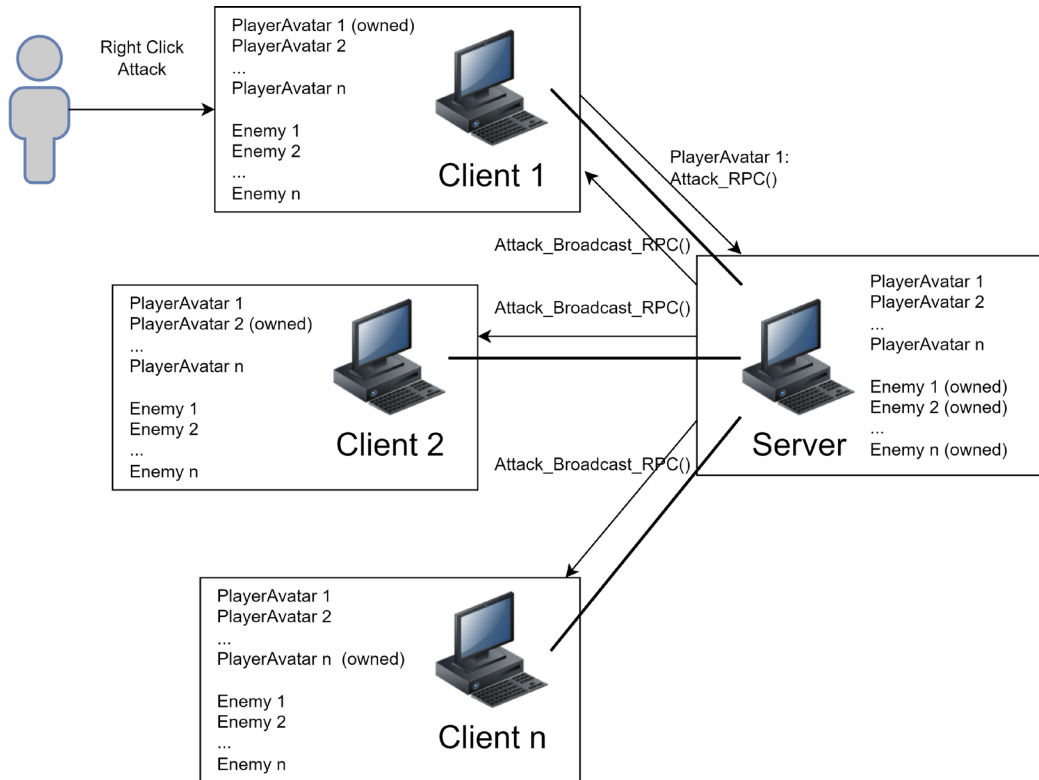 Right Click
Attack
PlayerAvatar 1 (owned)
PlayerAvatar 2
...
PlayerAvatar n
Enemy 1
Enemy 2
...
Enemy n
Client 1
PlayerAvatar 1:
Attack_RPC()
Attack_Broadcast_RPC()
PlayerAvatar 1
PlayerAvatar 2 (owned)
...
PlayerAvatar n
Enemy 1
Enemy 2
...
Enemy n
Client 2
Attack_Broadcast_RPC()
PlayerAvatar 1
PlayerAvatar 2
...
PlayerAvatar n
Enemy 1 (owned)
Enemy 2 (owned)
...
Enemy n (owned)
Server
Attack_Broadcast_RPC()
PlayerAvatar 1
PlayerAvatar 2
...
PlayerAvatar n  (owned)
Enemy 1
Enemy 2
...
Enemy n
Client n